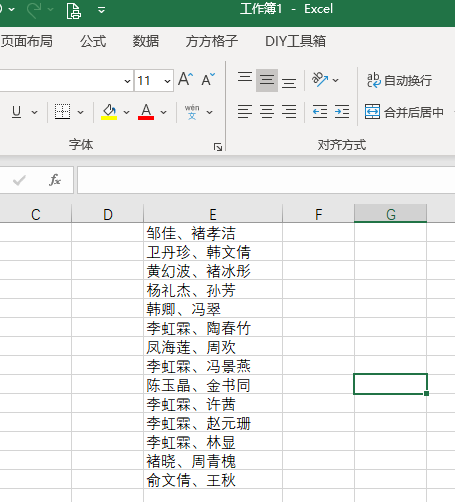 工作簿1 - Excel
页面布局 公式 数据 方方格子 DIY工具箱
11 A A ab 自动换行
U A wén 文 合并后居中
字体 对齐方式
fx
C D E F G
邹佳、褚孝洁
卫丹珍、韩文倩
黄幻波、褚冰彤
杨礼杰、孙芳
韩卿、冯翠
李虹霖、陶春竹
凤海莲、周欢
李虹霖、冯景燕
陈玉晶、金书同
李虹霖、许茜
李虹霖、赵元珊
李虹霖、林显
褚晓、周青槐
俞文倩、王秋